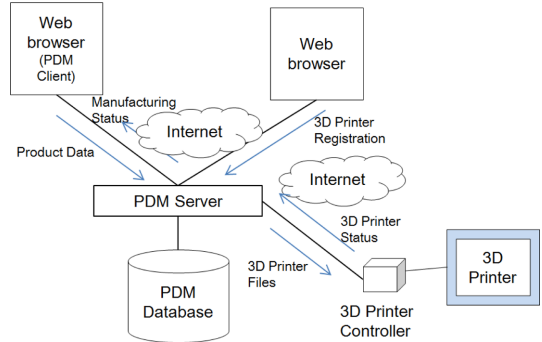 Web
browser
(PDM
Client)
Web
browser
Manufacturing
Status
Internet
3D Printer
Registration
Product Data
Internet
PDM Server
3D Printer
Status
3D Printer
Files
3D
Printer
PDM
Database
3D Printer
Controller